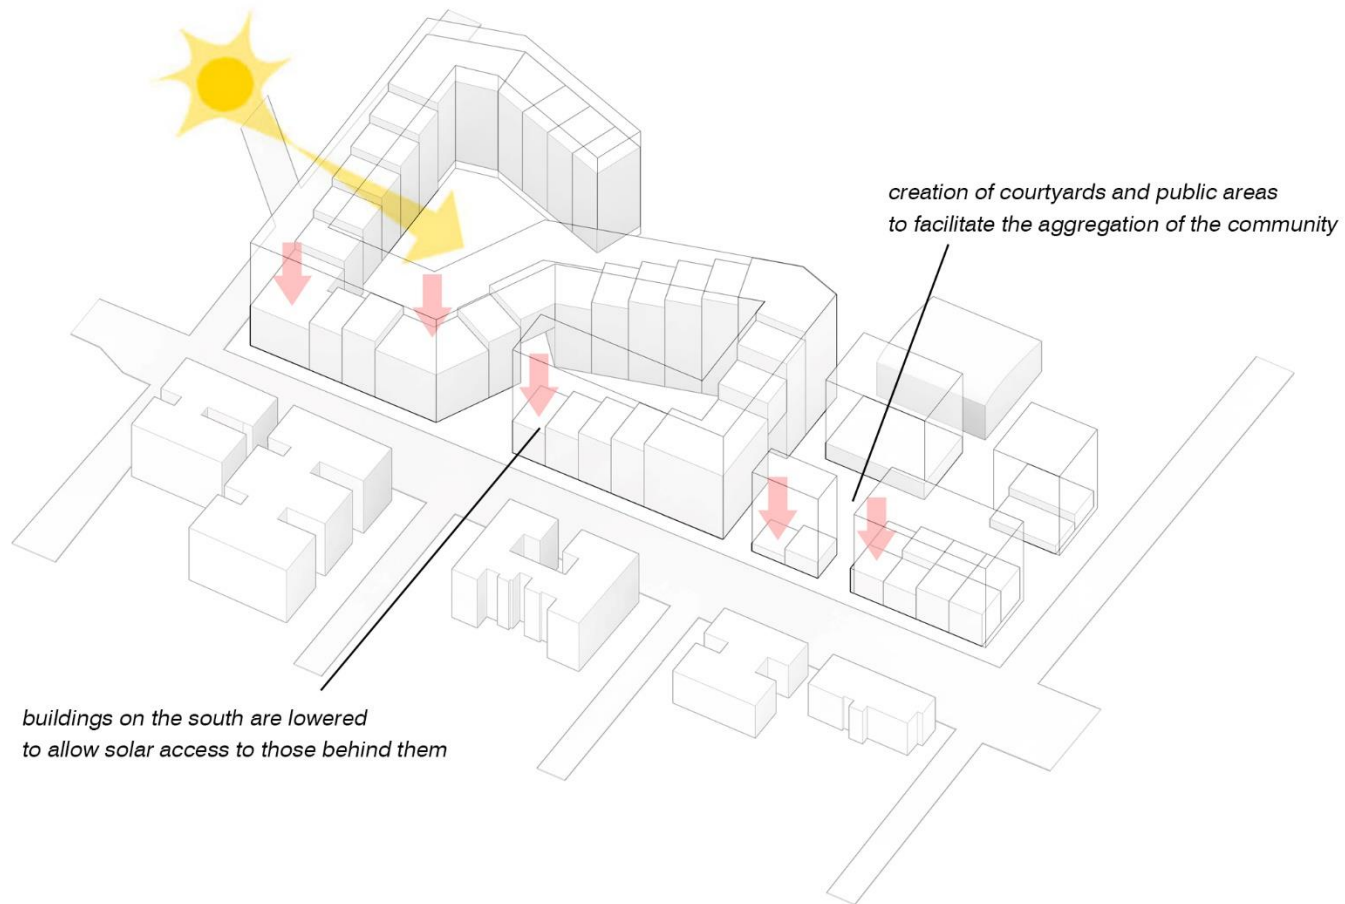 creation of courtyards and public areas
to facilitate the aggregation of the community
buildings on the south are lowered
to allow solar access to those behind them